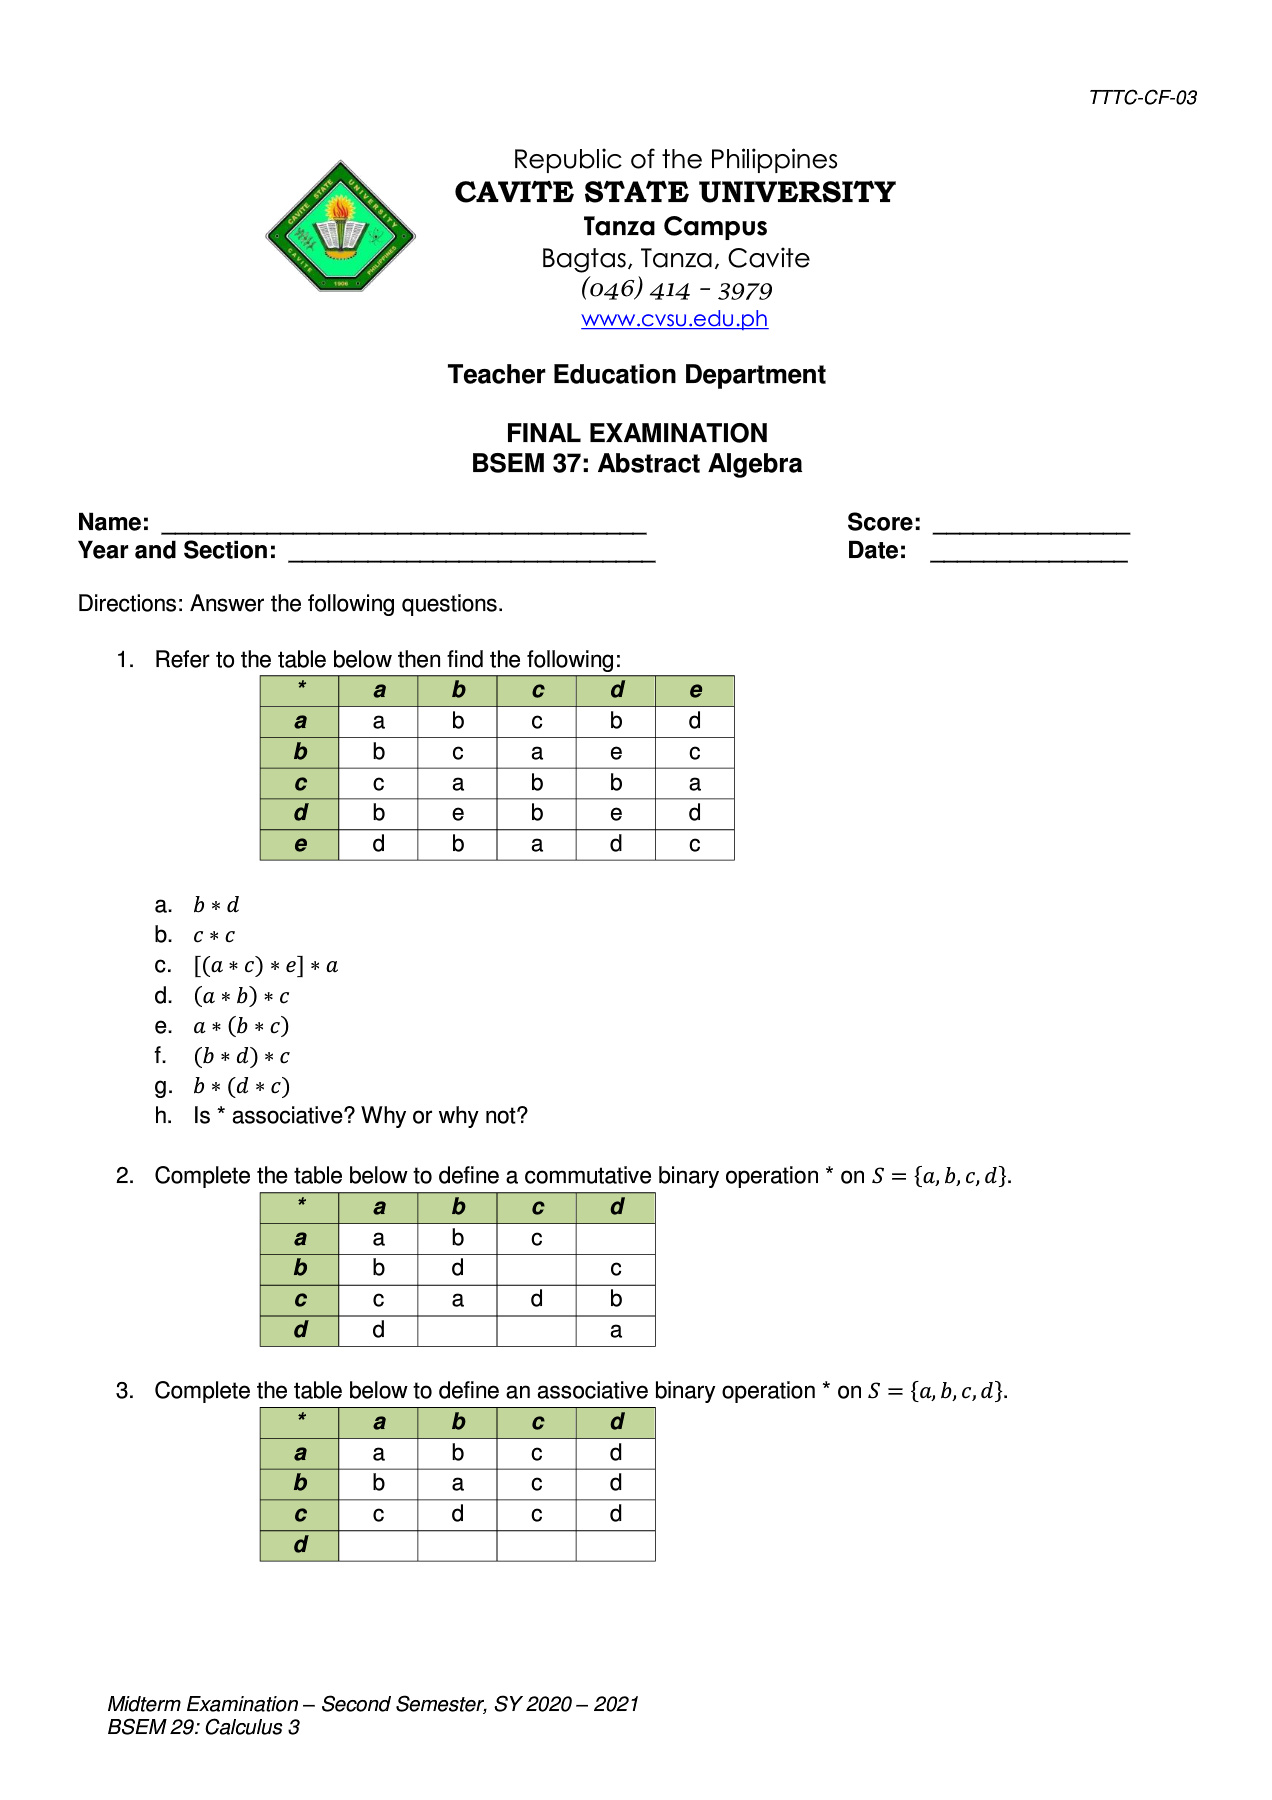 TTTC-CF-03
CAVITE STATE UNIVERSITY
CAVITE PHILIPPINES
1906
Republic of the Philippines
CAVITE STATE UNIVERSITY
Tanza Campus
Bagtas, Tanza, Cavite
(046) 414 – 3979
www.cvsu.edu.ph
Teacher Education Department
FINAL EXAMINATION
BSEM 37: Abstract Algebra
Name: _____________________________________ Score: _______________
Year and Section: ____________________________ Date: _______________
Directions: Answer the following questions.
1. Refer to the table below then find the following:
* a b c d e
a a b c b d
b b c a e c
c c a b b a
d b e b e d
e d b a d c
a. b ∗ d
b. c ∗ c
c. [(a ∗ c) ∗ e] ∗ a
d. (a ∗ b) ∗ c
e. a ∗ (b ∗ c)
f. (b ∗ d) ∗ c
g. b ∗ (d ∗ c)
h. Is * associative? Why or why not?
2. Complete the table below to define a commutative binary operation * on S = {a, b, c, d}.
* a b c d
a a b c
b b d c
c c a d b
d d a
3. Complete the table below to define an associative binary operation * on S = {a, b, c, d}.
* a b c d
a a b c d
b b a c d
c c d c d
d
Midterm Examination – Second Semester, SY 2020 – 2021
BSEM 29: Calculus 3